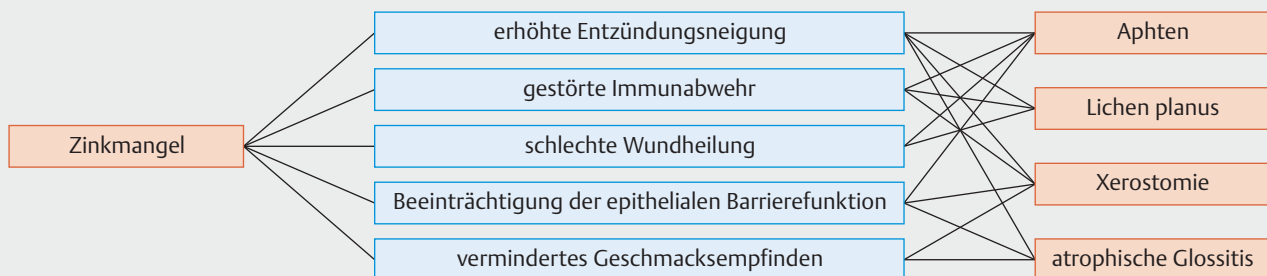 Zinkmangel
erhöhte Entzündungsneigung
gestörte Immunabwehr
schlechte Wundheilung
Beeinträchtigung der epithelialen Barrierefunktion
vermindertes Geschmacksempfinden
Aphten
Lichen planus
Xerostomie
atrophische Glossitis